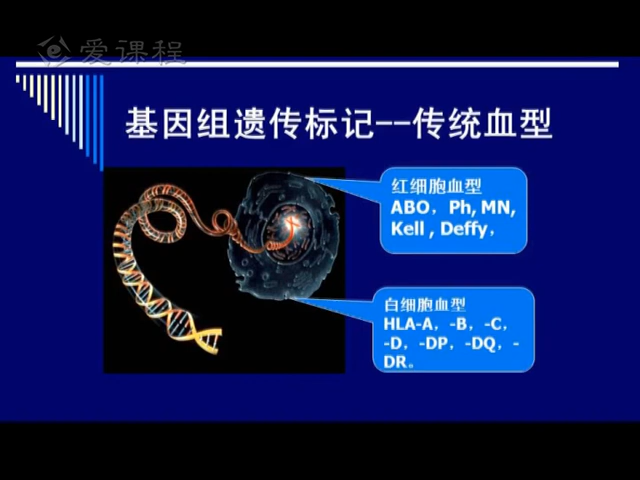 爱课程
基因组遗传标记--传统血型
红细胞血型
ABO，Ph, MN,
Kell , Deffy，
白细胞血型
HLA-A，-B，-C，
-D，-DP，-DQ，-
DR。